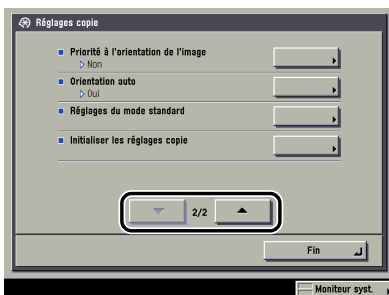 Réglages copie
Priorité à l'orientation de l'image
Non
Orientation auto
Oui
Réglages du mode standard
Initialiser les réglages copie
2/2
Fin
Moniteur syst.